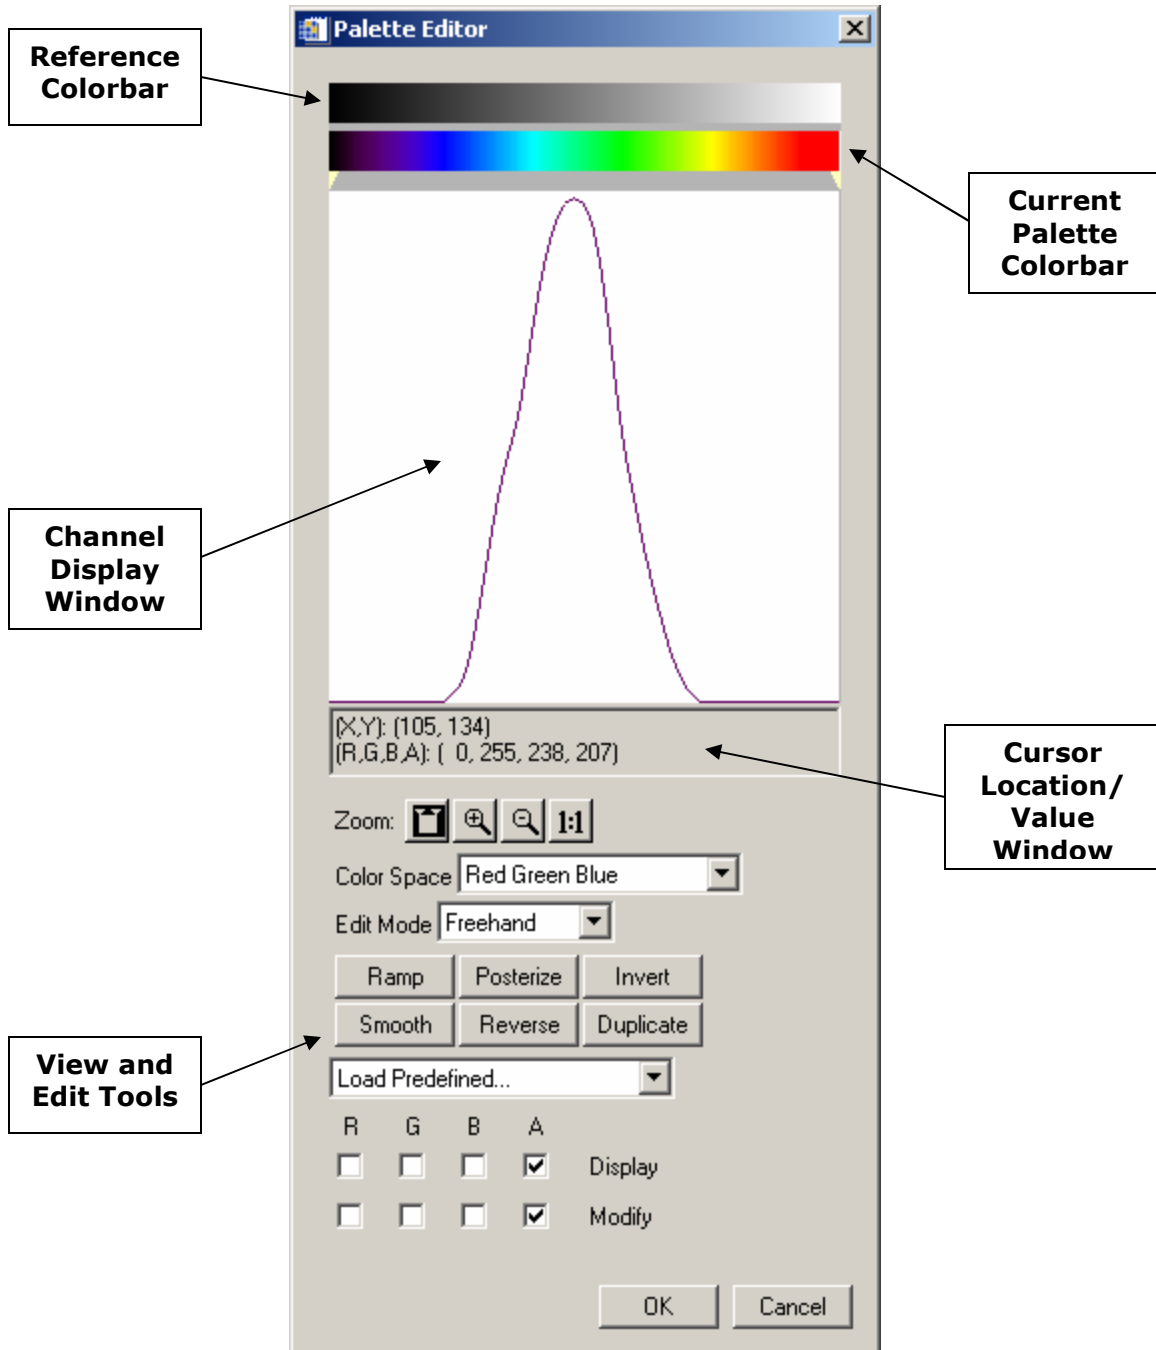 Palette Editor
Reference
Colorbar
Current
Palette
Colorbar
Channel
Display
Window
(X,Y): (105, 134)
(R,G,B,A): (  0, 255, 238, 207)
Cursor
Location/
Value
Window
Zoom: 1:1
Color Space Red Green Blue
Edit Mode Freehand
Ramp Posterize Invert
Smooth Reverse Duplicate
View and
Edit Tools
Load Predefined...
R G B A
Display
Modify
OK Cancel